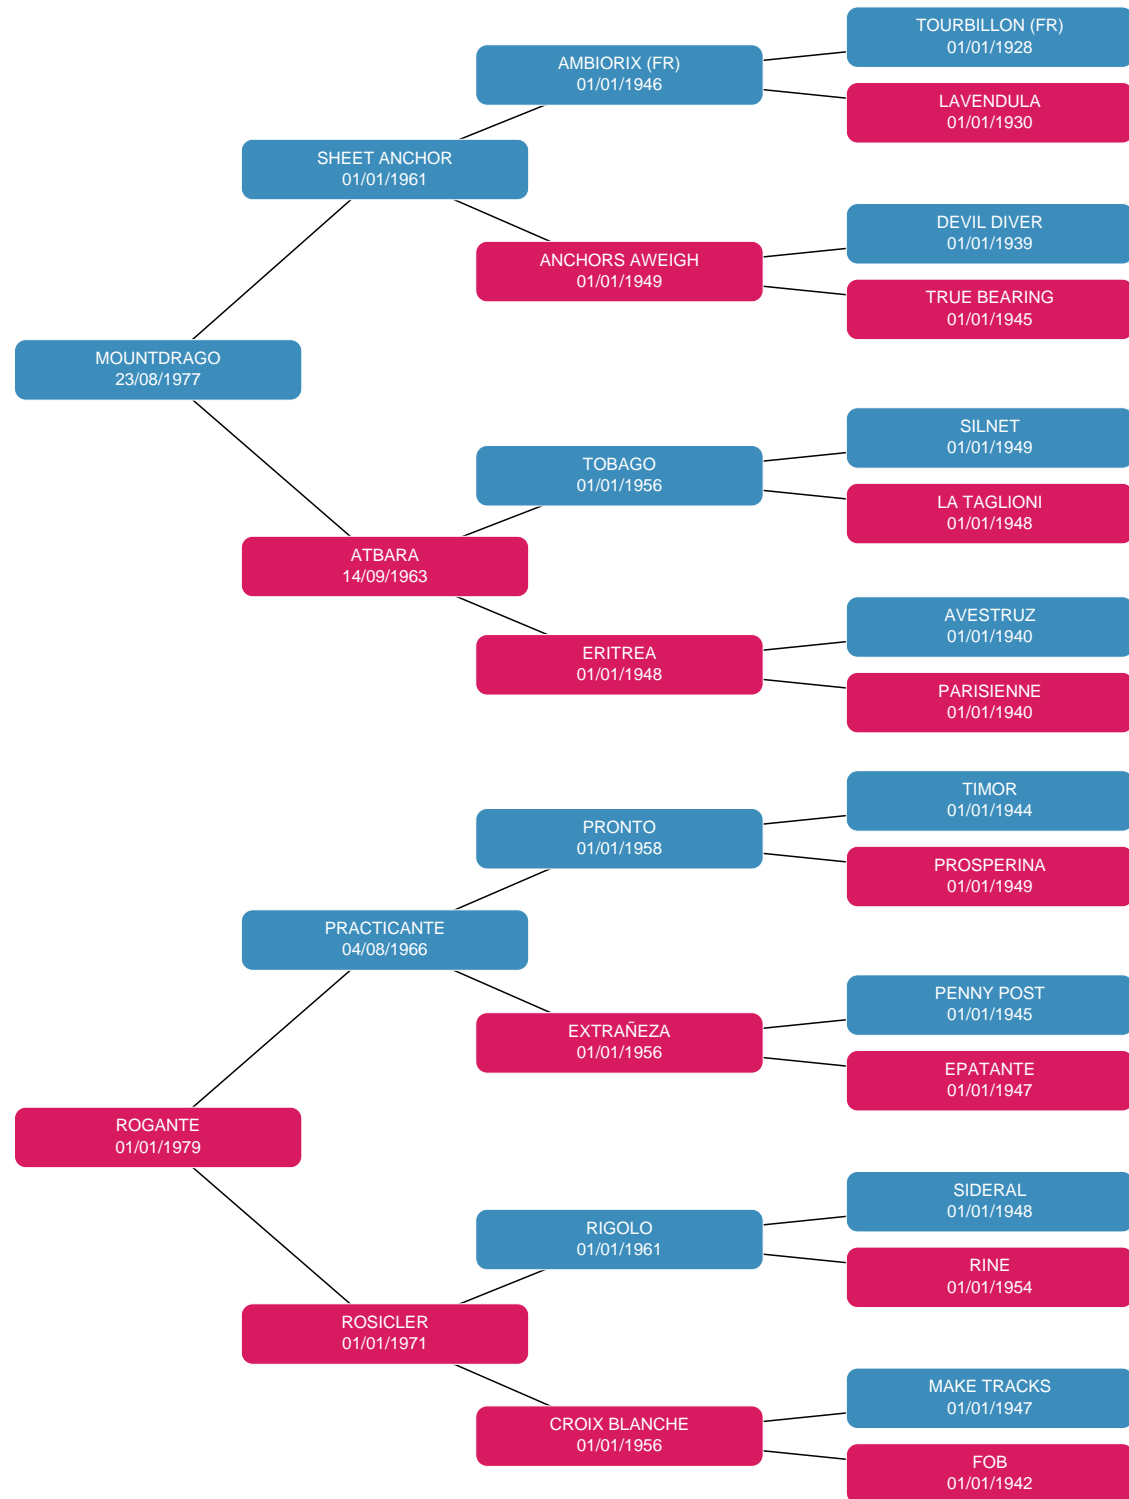 TOURBILLON (FR)
01/01/1928
AMBIORIX (FR)
01/01/1946
LAVENDULA
01/01/1930
SHEET ANCHOR
01/01/1961
DEVIL DIVER
01/01/1939
ANCHORS AWEIGH
01/01/1949
TRUE BEARING
01/01/1945
MOUNTDRAGO
23/08/1977
SILNET
01/01/1949
TOBAGO
01/01/1956
LA TAGLIONI
01/01/1948
ATBARA
14/09/1963
AVESTRUZ
01/01/1940
ERITREA
01/01/1948
PARISIENNE
01/01/1940
TIMOR
01/01/1944
PRONTO
01/01/1958
PROSPERINA
01/01/1949
PRACTICANTE
04/08/1966
PENNY POST
01/01/1945
EXTRAÑEZA
01/01/1956
EPATANTE
01/01/1947
ROGANTE
01/01/1979
SIDERAL
01/01/1948
RIGOLO
01/01/1961
RINE
01/01/1954
ROSICLER
01/01/1971
MAKE TRACKS
01/01/1947
CROIX BLANCHE
01/01/1956
FOB
01/01/1942